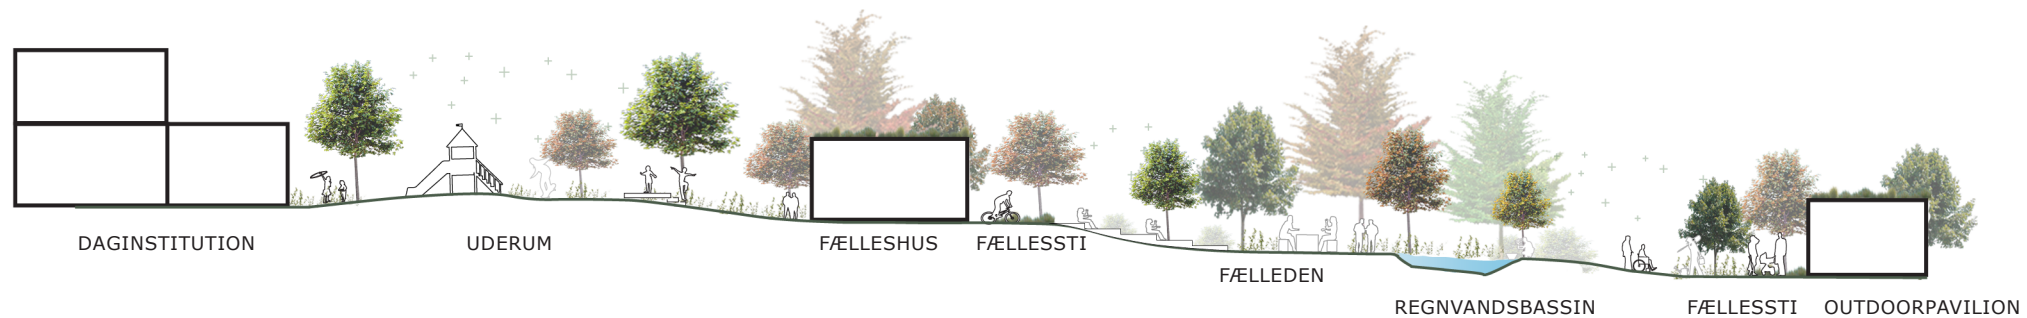 DAGINSTITUTION
UDERUM
FÆLLESHUS
FÆLLESSTI
FÆLLEDEN
REGNVANDSBASSIN
FÆLLESSTI
OUTDOORPAVILION